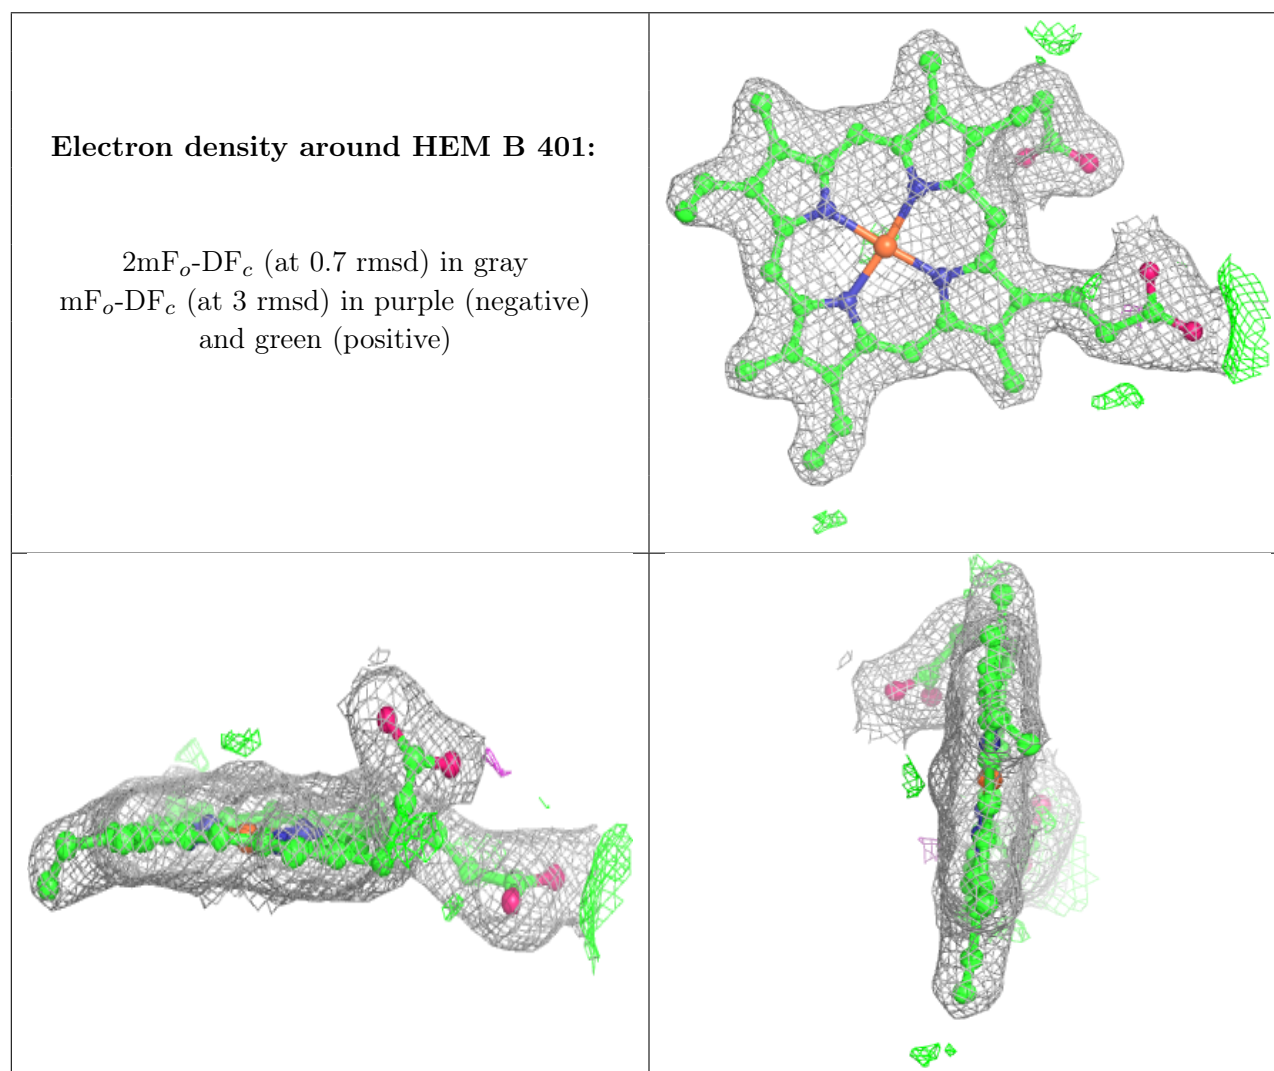 Electron density around HEM B 401:
2mFo-DFc (at 0.7 rmsd) in gray
mFo-DFc (at 3 rmsd) in purple (negative)
and green (positive)